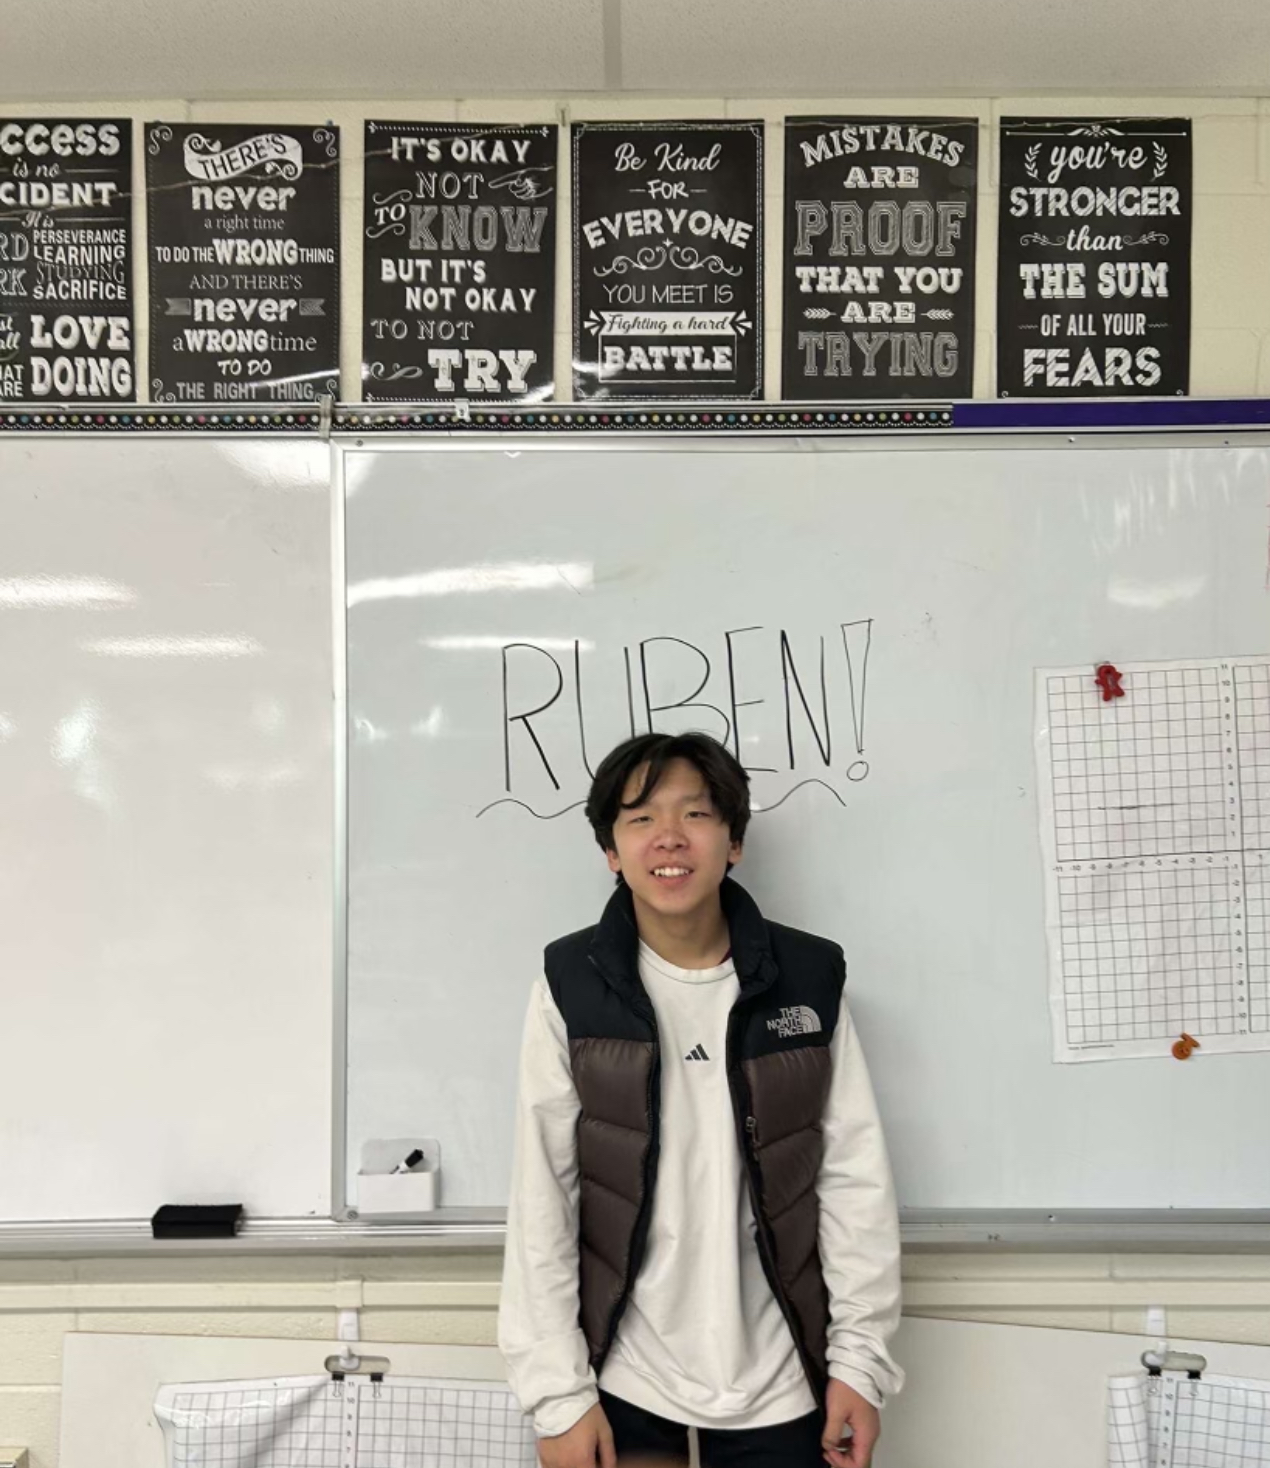 CCESS
is no
CIDENT
It is
RD PERSEVERANCE
LEARNING
RK STUDYING
SACRIFICE
all LOVE
ARE DOING
THERE'S
never
a right time
TO DO THE WRONG THING
AND THERE'S
never
a WRONG time
TO DO
THE RIGHT THING
IT'S OKAY
NOT
TO KNOW
BUT IT'S
NOT OKAY
TO NOT
TRY
Be Kind
FOR
EVERYONE
YOU MEET IS
Fighting a hard
BATTLE
MISTAKES
ARE
PROOF
THAT YOU
ARE
TRYING
you're
STRONGER
than
THE SUM
OF ALL YOUR
FEARS
RUBEN!
THE
NORTH
FACE